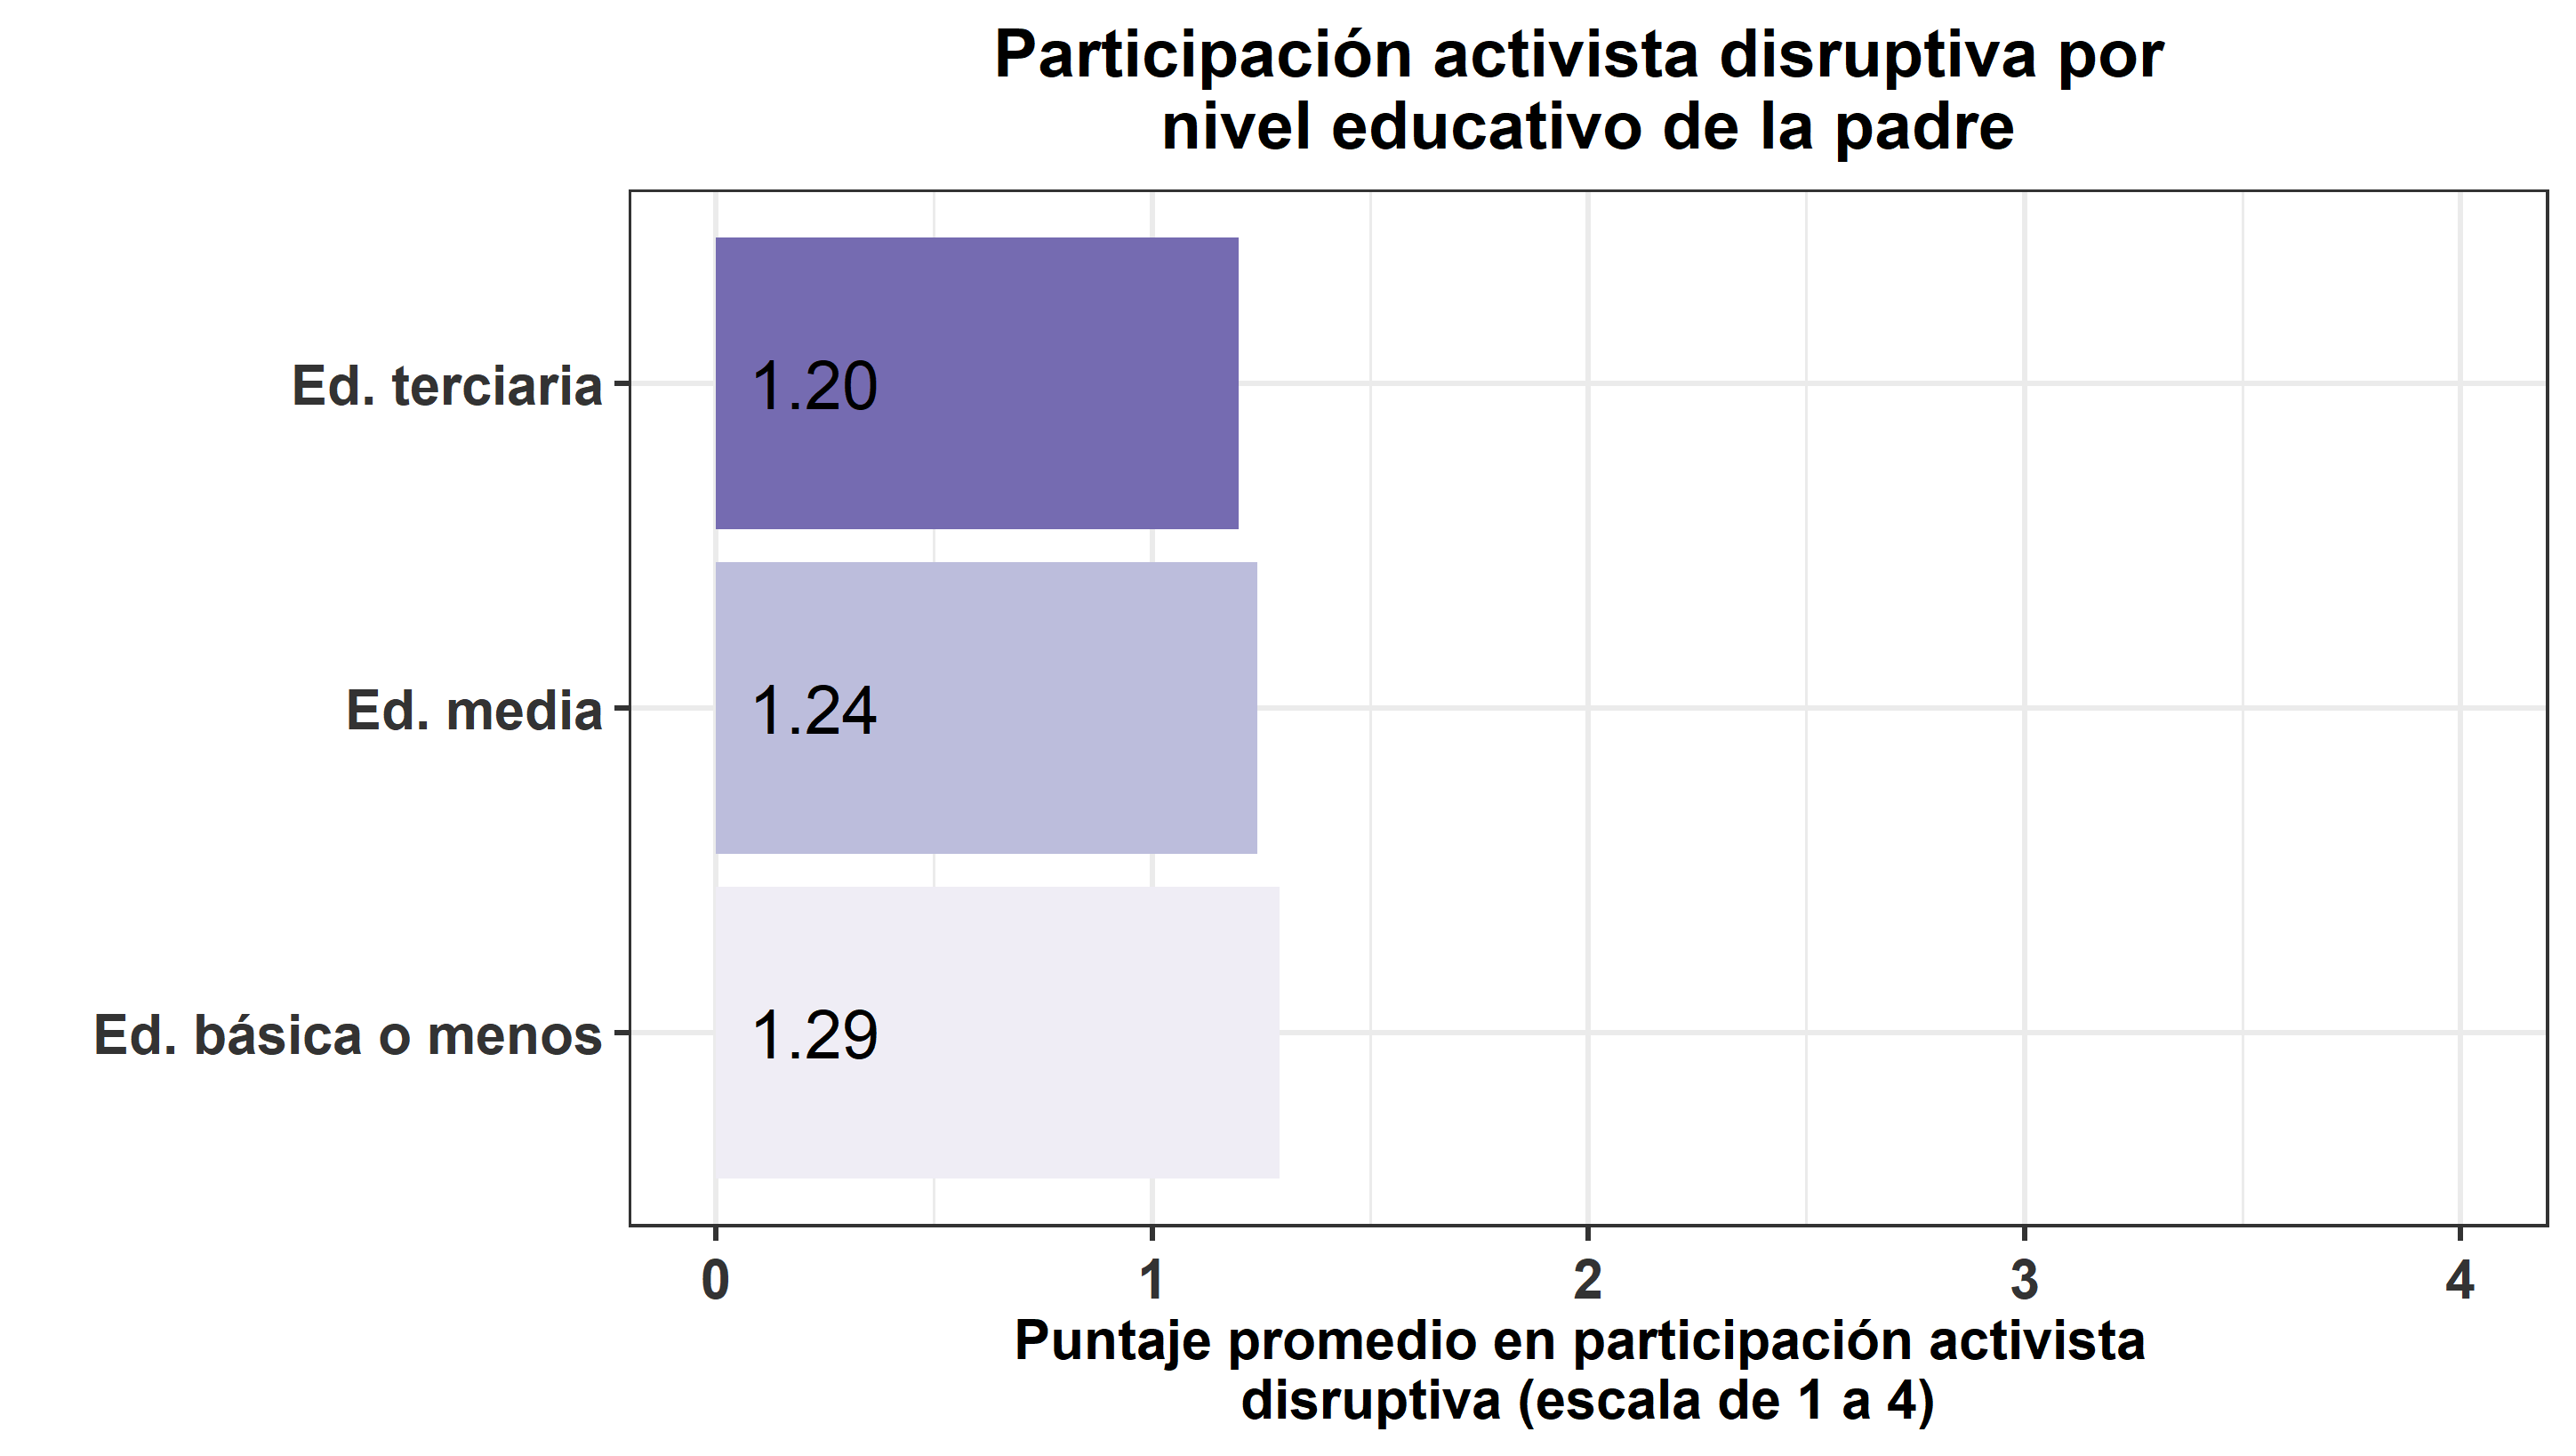 Participación activista disruptiva por
nivel educativo de la padre
Ed. terciaria
1.20
Ed. media
1.24
Ed. básica o menos
1.29
0 1 2 3 4
Puntaje promedio en participación activista
disruptiva (escala de 1 a 4)